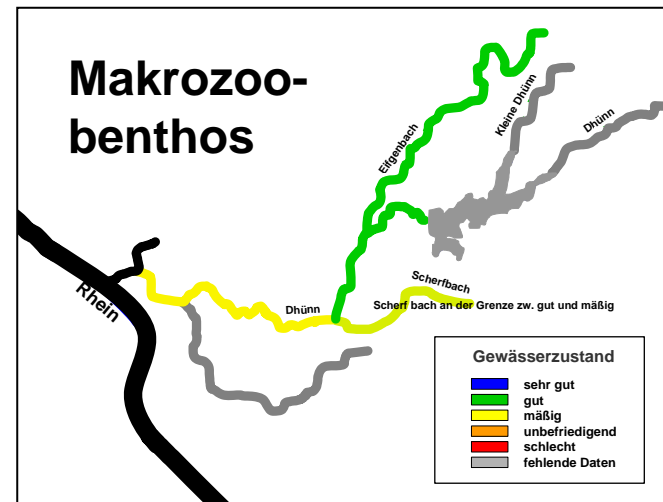 Makrozoo-
benthos
Eifgenbach
Kleine Dhünn
Dhünn
Rhein
Dhünn
Scherfbach
Scherf bach an der Grenze zw. gut und mäßig
Gewässerzustand
sehr gut
gut
mäßig
unbefriedigend
schlecht
fehlende Daten